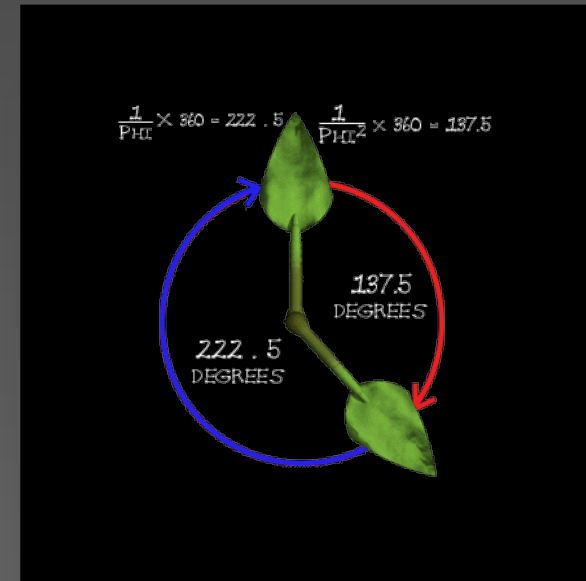 1/PHI × 360 = 222.5
1/PHI² × 360 = 137.5
137.5
DEGREES
222.5
DEGREES